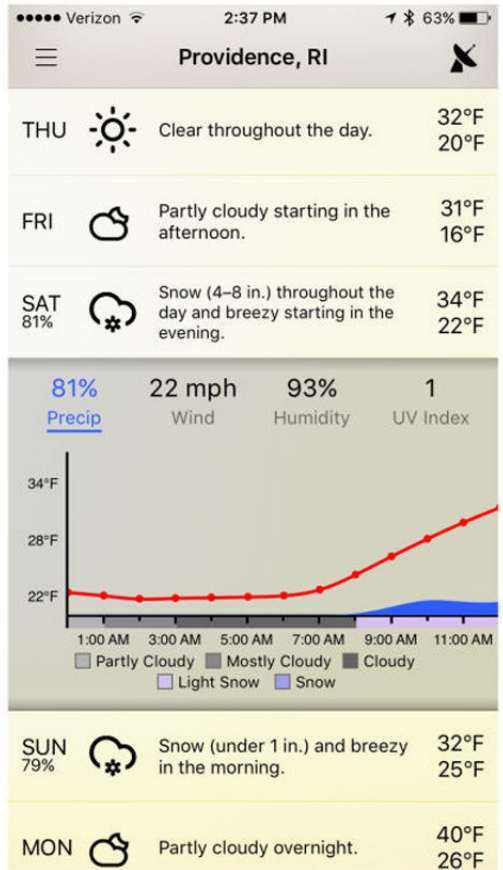 Verizon 2:37 PM 63%
Providence, RI
THU Clear throughout the day. 32°F
20°F
FRI Partly cloudy starting in the 31°F
afternoon. 16°F
SAT Snow (4–8 in.) throughout the 34°F
81% day and breezy starting in the 22°F
evening.
81% 22 mph 93% 1
Precip Wind Humidity UV Index
34°F
28°F
22°F
1:00 AM 3:00 AM 5:00 AM 7:00 AM 9:00 AM 11:00 AM
Partly Cloudy Mostly Cloudy Cloudy
Light Snow Snow
SUN Snow (under 1 in.) and breezy 32°F
79% in the morning. 25°F
MON Partly cloudy overnight. 40°F
26°F